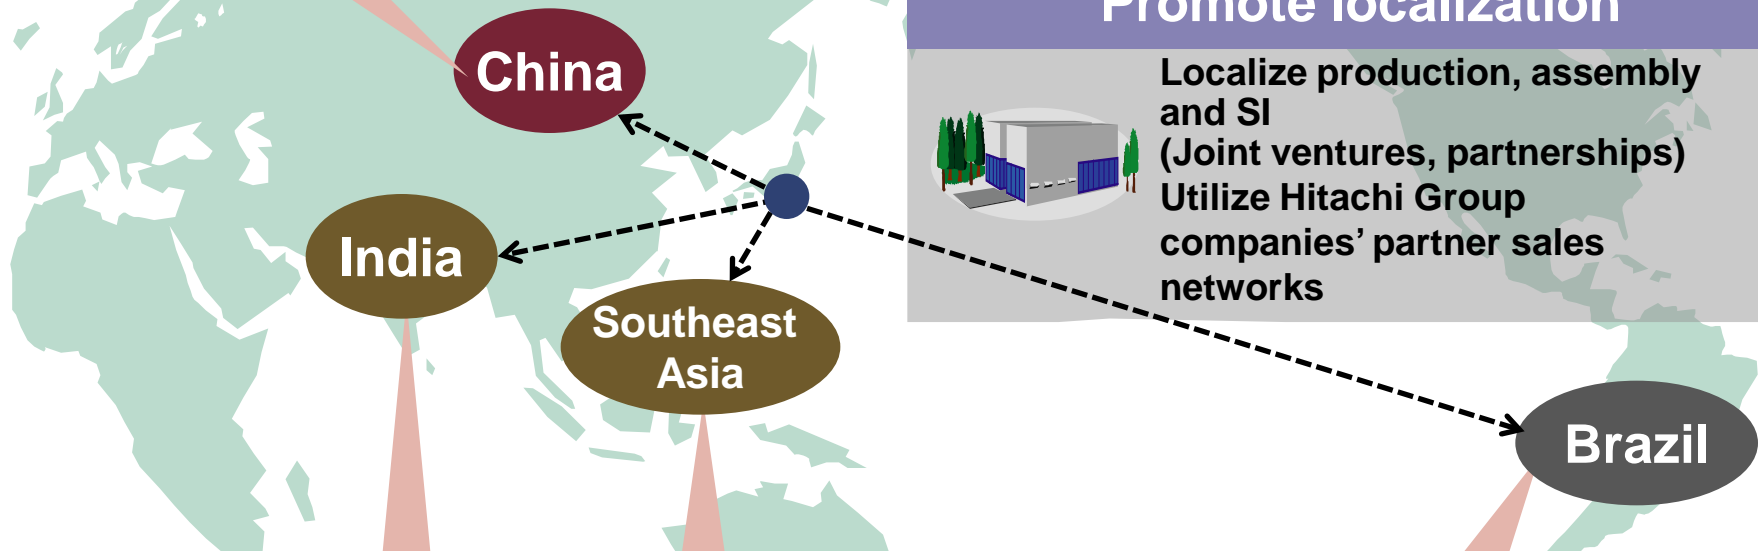 Promote localization
China
Localize production, assembly
and SI
(Joint ventures, partnerships)
Utilize Hitachi Group
companies’ partner sales
networks
India
Southeast
Asia
Brazil